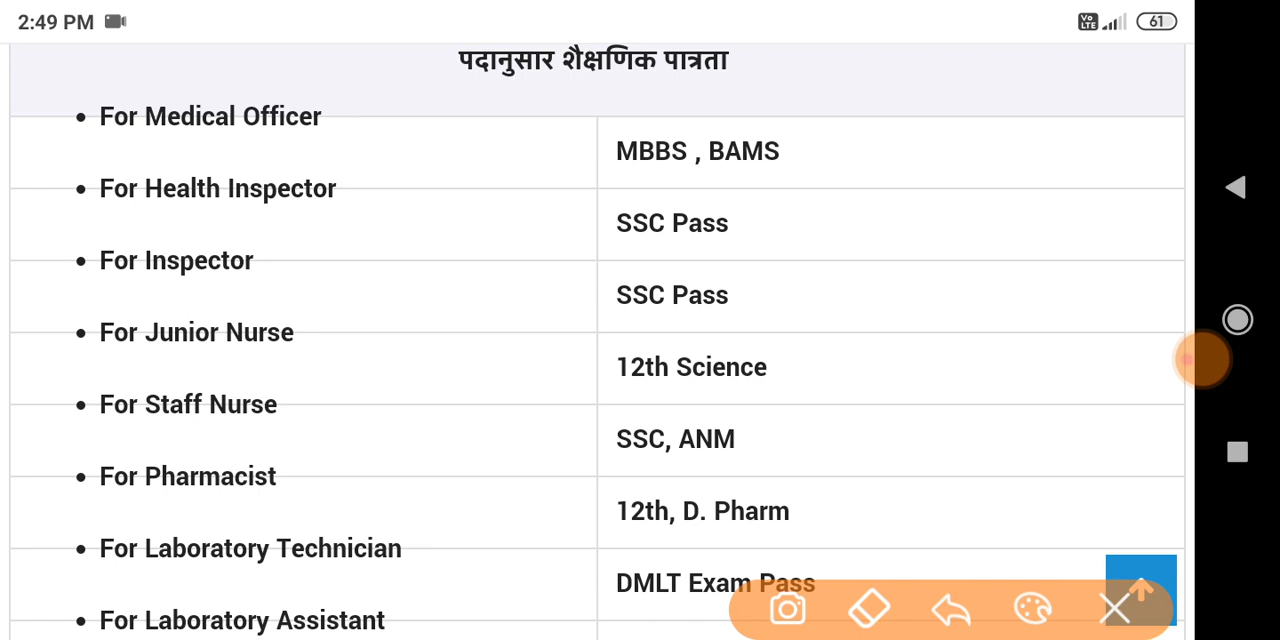 2:49 PM
Vo LTE
61
पदानुसार शैक्षणिक पात्रता
• For Medical Officer
MBBS , BAMS
• For Health Inspector
SSC Pass
• For Inspector
SSC Pass
• For Junior Nurse
12th Science
• For Staff Nurse
SSC, ANM
• For Pharmacist
12th, D. Pharm
• For Laboratory Technician
DMLT Exam Pass
• For Laboratory Assistant